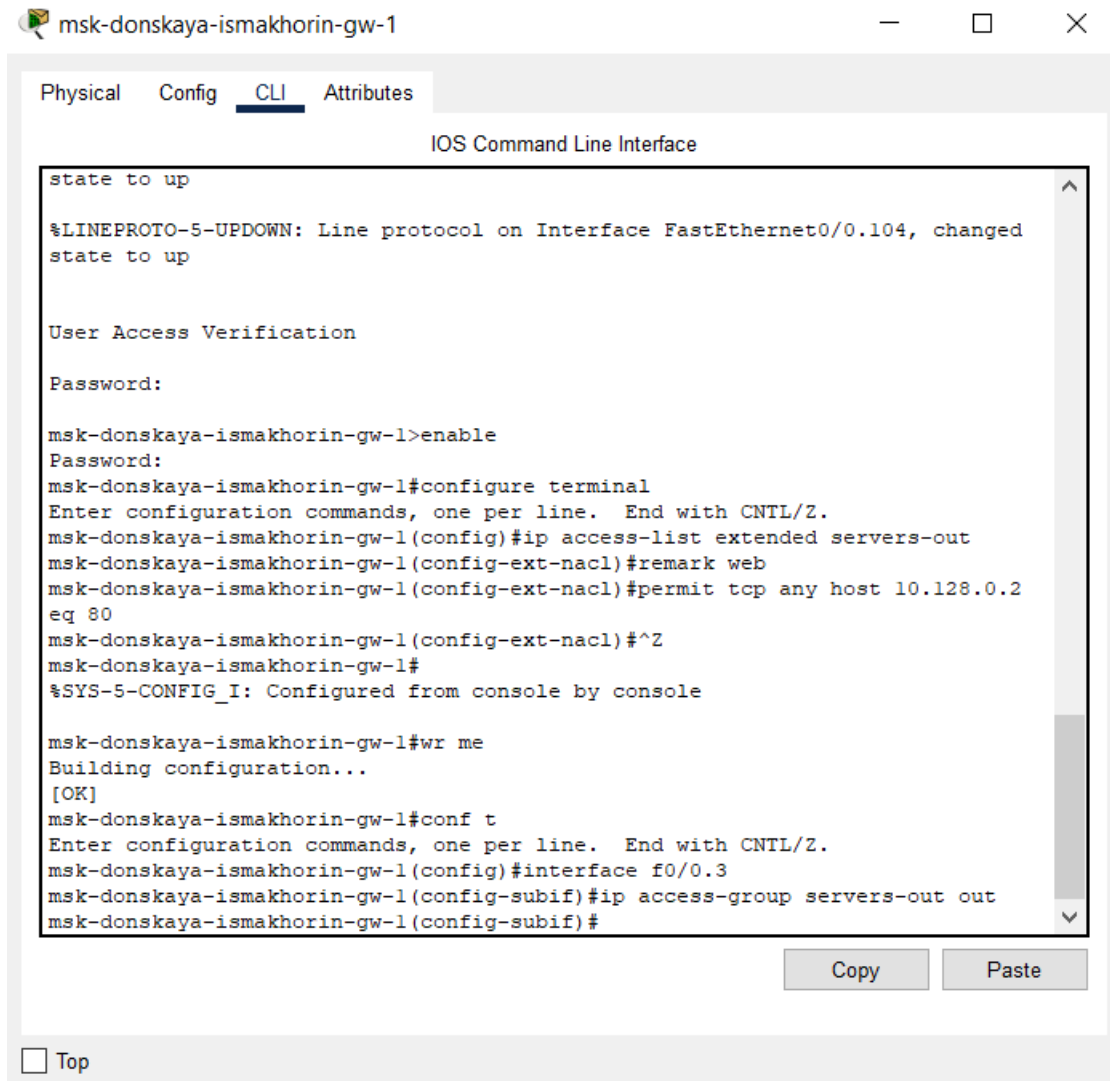 msk-donskaya-ismakhorin-gw-1
Physical Config CLI Attributes
IOS Command Line Interface
state to up
%LINEPROTO-5-UPDOWN: Line protocol on Interface FastEthernet0/0.104, changed
state to up
User Access Verification
Password:
msk-donskaya-ismakhorin-gw-1>enable
Password:
msk-donskaya-ismakhorin-gw-1#configure terminal
Enter configuration commands, one per line.  End with CNTL/Z.
msk-donskaya-ismakhorin-gw-1(config)#ip access-list extended servers-out
msk-donskaya-ismakhorin-gw-1(config-ext-nacl)#remark web
msk-donskaya-ismakhorin-gw-1(config-ext-nacl)#permit tcp any host 10.128.0.2
eq 80
msk-donskaya-ismakhorin-gw-1(config-ext-nacl)#^Z
msk-donskaya-ismakhorin-gw-1#
%SYS-5-CONFIG_I: Configured from console by console
msk-donskaya-ismakhorin-gw-1#wr me
Building configuration...
[OK]
msk-donskaya-ismakhorin-gw-1#conf t
Enter configuration commands, one per line.  End with CNTL/Z.
msk-donskaya-ismakhorin-gw-1(config)#interface f0/0.3
msk-donskaya-ismakhorin-gw-1(config-subif)#ip access-group servers-out out
msk-donskaya-ismakhorin-gw-1(config-subif)#
Copy Paste
Top